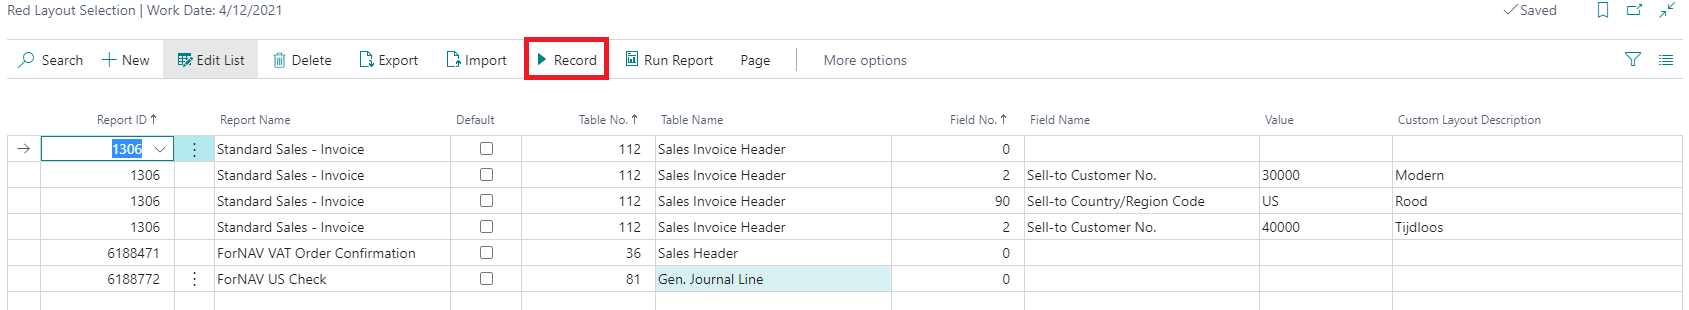 Red Layout Selection | Work Date: 4/12/2021 Saved
Search New Edit List Delete Export Import Record Run Report Page More options
Report ID↑ Report Name Default Table No.↑ Table Name Field No.↑ Field Name Value Custom Layout Description
1306 Standard Sales - Invoice 112 Sales Invoice Header 0
1306 Standard Sales - Invoice 112 Sales Invoice Header 2 Sell-to Customer No. 30000 Modern
1306 Standard Sales - Invoice 112 Sales Invoice Header 90 Sell-to Country/Region Code US Rood
1306 Standard Sales - Invoice 112 Sales Invoice Header 2 Sell-to Customer No. 40000 Tijdloos
6188471 ForNAV VAT Order Confirmation 36 Sales Header 0
6188772 ForNAV US Check 81 Gen. Journal Line 0